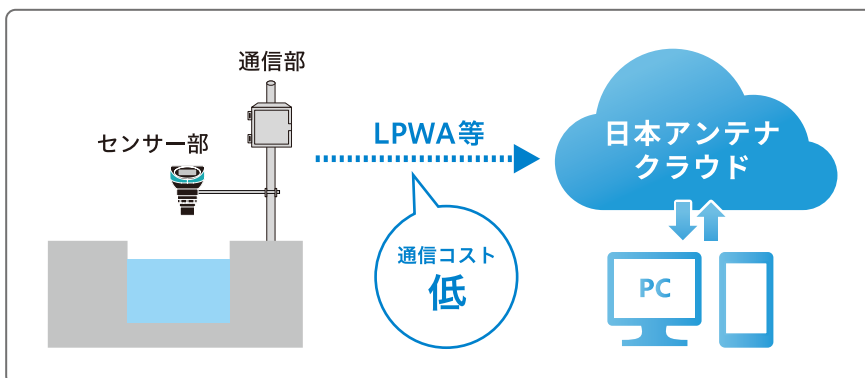 通信部
センサー部
LPWA等
日本アンテナ
クラウド
通信コスト
低
PC